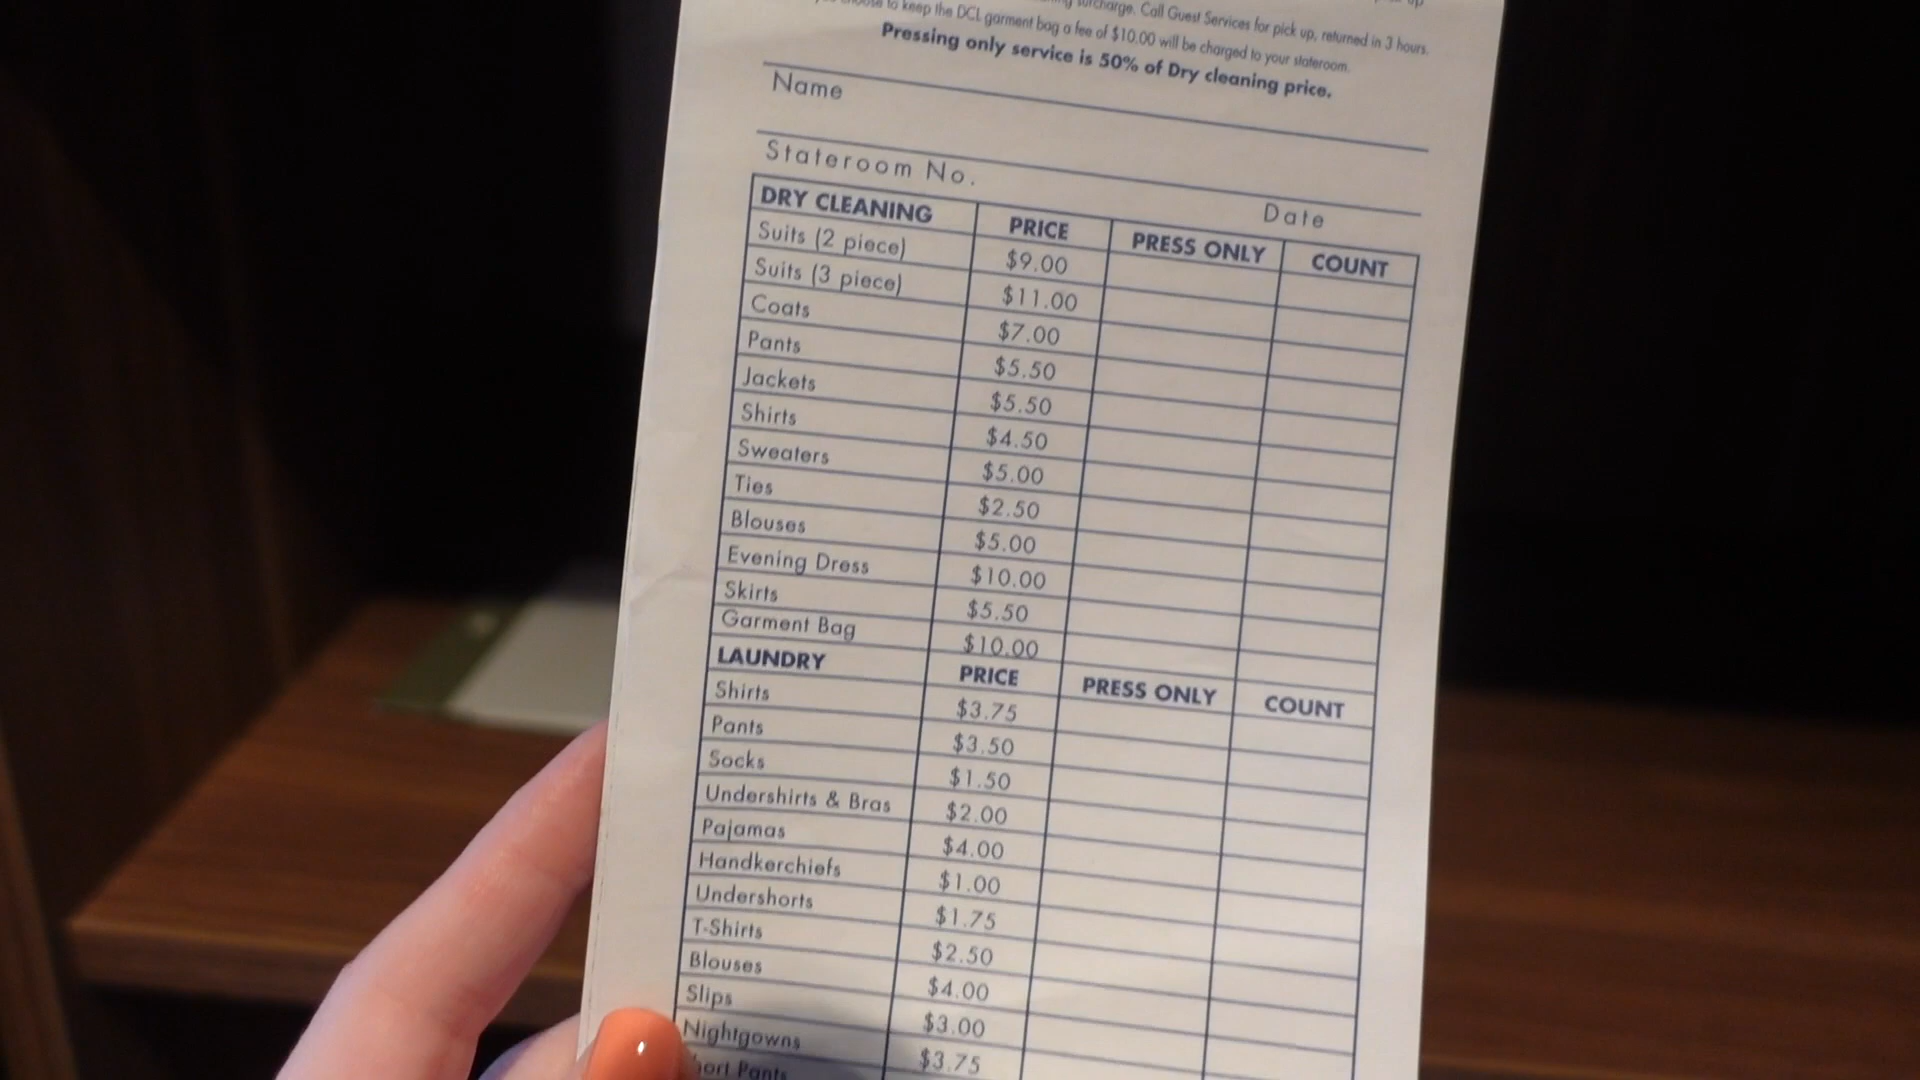 surcharge. Call Guest Services for pick up, returned in 3 hours.
to keep the DCL garment bag a fee of $10.00 will be charged to your stateroom.
Pressing only service is 50% of Dry cleaning price.
Name
Stateroom No.
Date
DRY CLEANING PRICE PRESS ONLY COUNT
Suits (2 piece) $9.00
Suits (3 piece) $11.00
Coats $7.00
Pants $5.50
Jackets $5.50
Shirts $4.50
Sweaters $5.00
Ties $2.50
Blouses $5.00
Evening Dress $10.00
Skirts $5.50
Garment Bag $10.00
LAUNDRY PRICE PRESS ONLY COUNT
Shirts $3.75
Pants $3.50
Socks $1.50
Undershirts & Bras $2.00
Pajamas $4.00
Handkerchiefs $1.00
Undershorts $1.75
T-Shirts $2.50
Blouses $4.00
Slips $3.00
Nightgowns $3.75
Pants